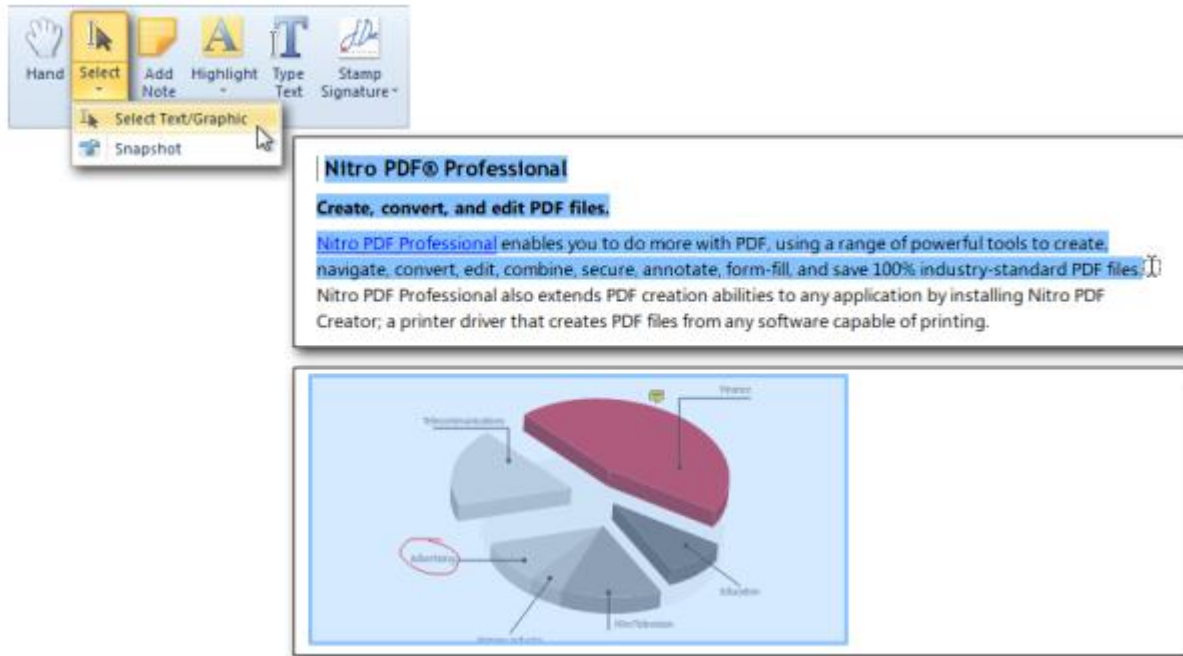 Hand Select Add Note Highlight Type Text Stamp Signature
Select Text/Graphic
Snapshot
Nitro PDF® Professional
Create, convert, and edit PDF files.
Nitro PDF Professional enables you to do more with PDF, using a range of powerful tools to create,
navigate, convert, edit, combine, secure, annotate, form-fill, and save 100% industry-standard PDF files.
Nitro PDF Professional also extends PDF creation abilities to any application by installing Nitro PDF
Creator; a printer driver that creates PDF files from any software capable of printing.
Finance
Telecommunications
Advertising
Education
Film/Television